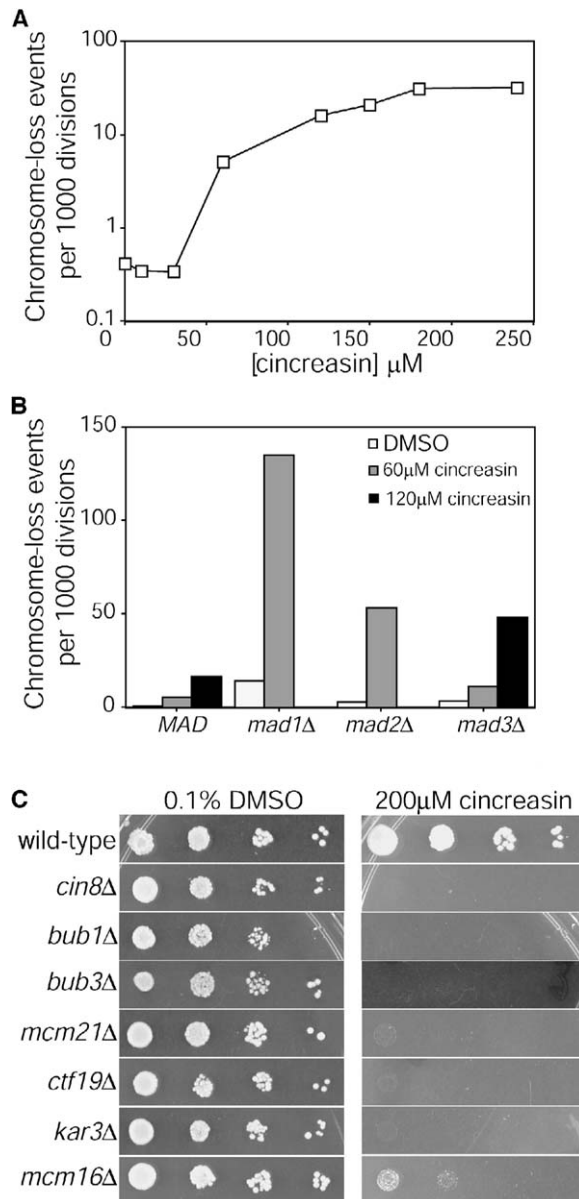 A
Chromosome-loss events
per 1000 divisions
100
10
1
0.1
0 50 100 150 200 250
[cincreasin] µM
B
Chromosome-loss events
per 1000 divisions
150
100
50
0
DMSO
60µM cincreasin
120µM cincreasin
MAD mad1Δ mad2Δ mad3Δ
C
0.1% DMSO 200µM cincreasin
wild-type
cin8Δ
bub1Δ
bub3Δ
mcm21Δ
ctf19Δ
kar3Δ
mcm16Δ